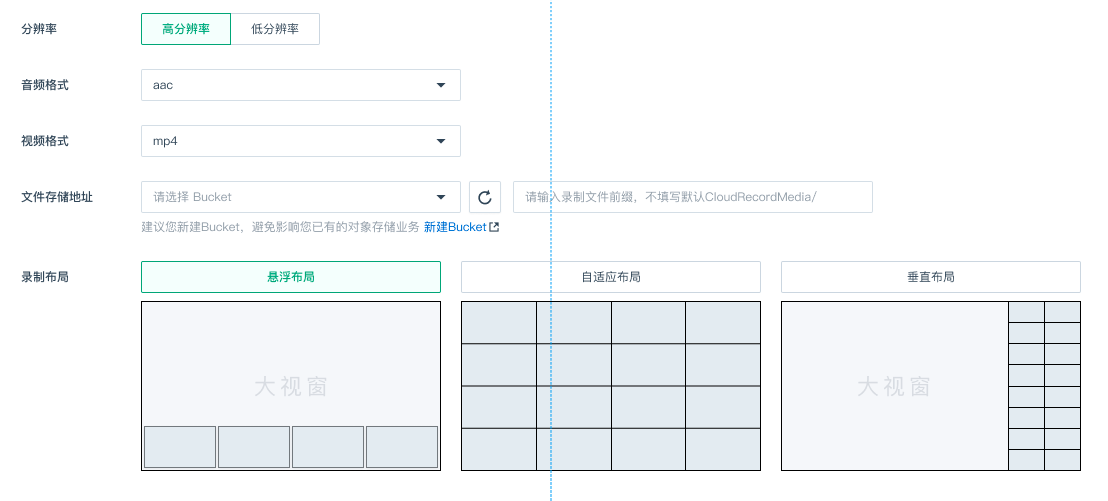 分辨率 高分辨率 低分辨率
音频格式 aac
视频格式 mp4
文件存储地址 请选择 Bucket 请输入录制文件前缀，不填写默认CloudRecordMedia/
建议您新建Bucket，避免影响您已有的对象存储业务 新建Bucket
录制布局 悬浮布局 自适应布局 垂直布局
大视窗 大视窗